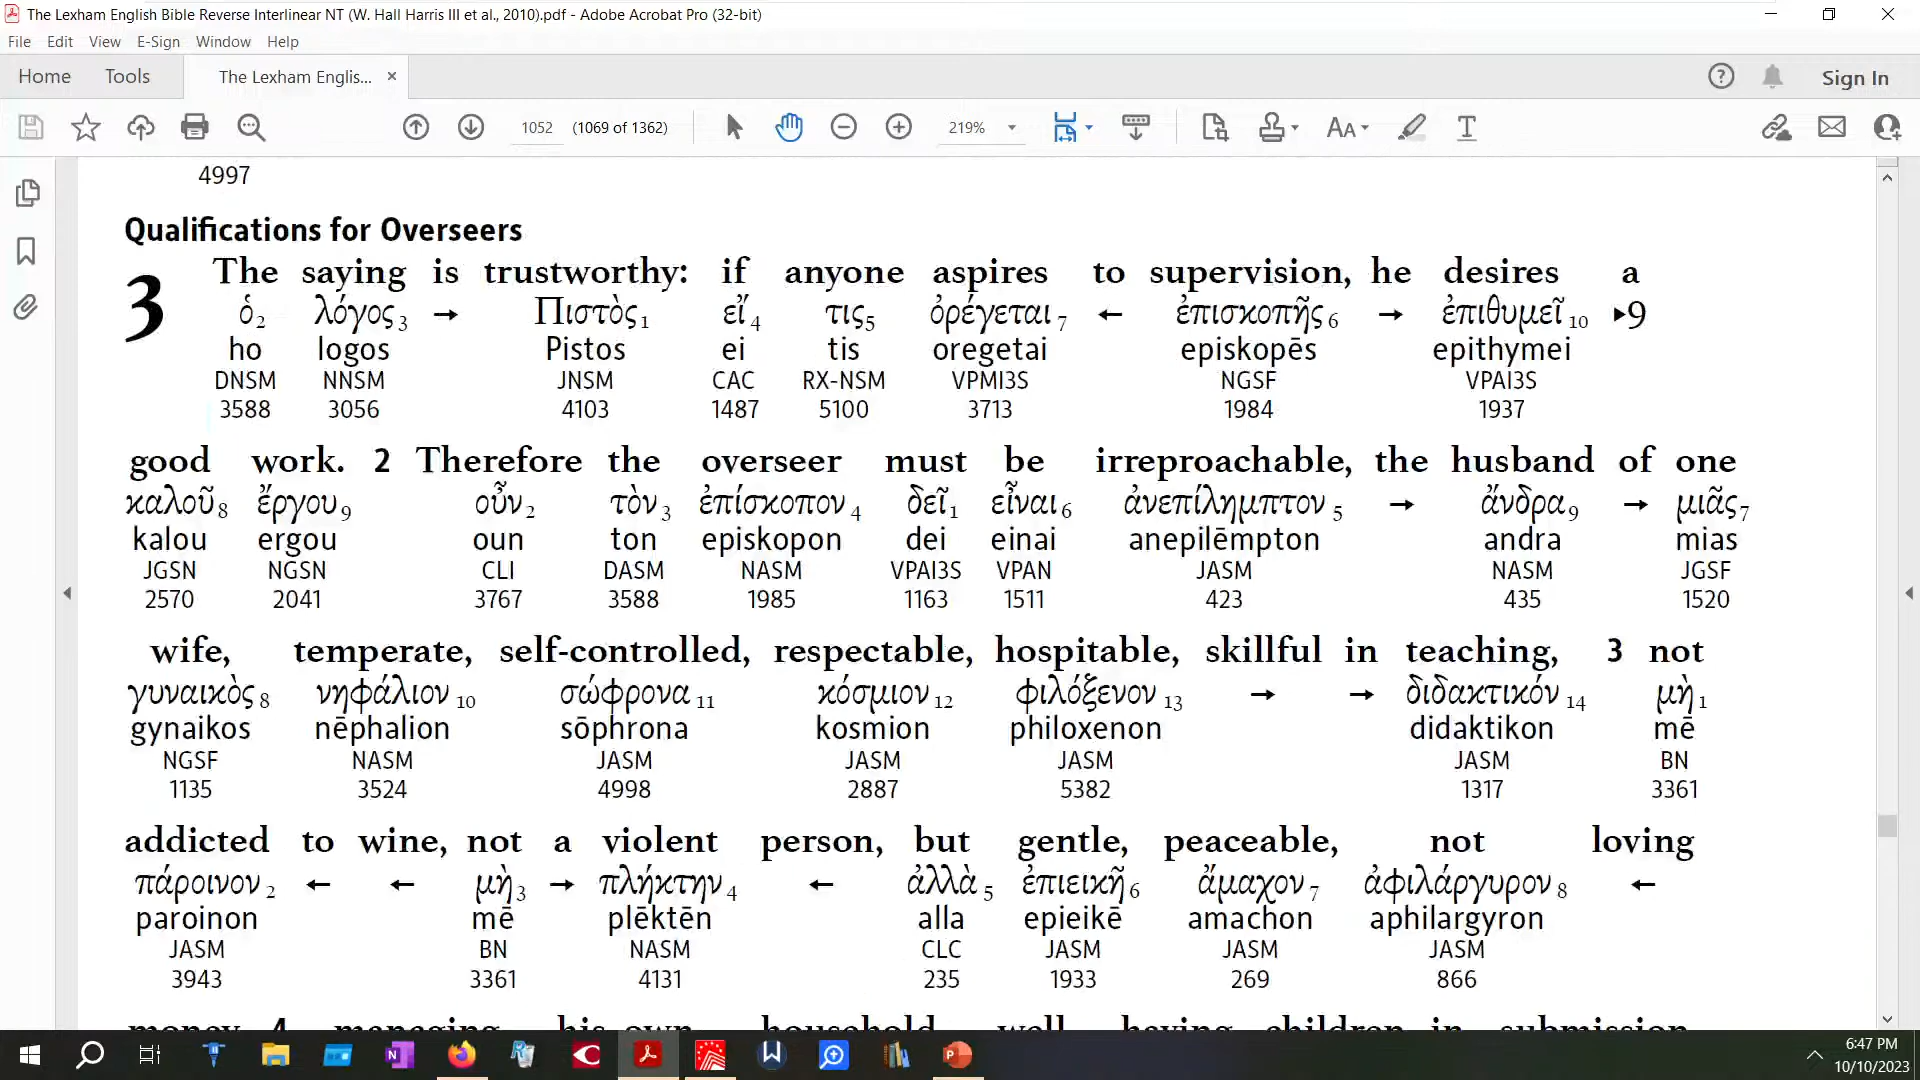 The Lexham English Bible Reverse Interlinear NT (W. Hall Harris III et al., 2010).pdf - Adobe Acrobat Pro (32-bit)
File Edit View E-Sign Window Help
Home Tools The Lexham Englis... × Sign In
1052 (1069 of 1362) 219%
4997
Qualifications for Overseers
3 The saying is trustworthy: if anyone aspires to supervision, he desires a
ὁ2 λόγος3 → Πιστὸς1 εἴ4 τις5 ὀρέγεται7 ← ἐπισκοπῆς6 → ἐπιθυμεῖ10 ▸9
ho logos Pistos ei tis oregetai episkopēs epithymei
DNSM NNSM JNSM CAC RX-NSM VPMI3S NGSF VPAI3S
3588 3056 4103 1487 5100 3713 1984 1937
good work. 2 Therefore the overseer must be irreproachable, the husband of one
καλοῦ8 ἔργου9 οὖν2 τὸν3 ἐπίσκοπον4 δεῖ1 εἶναι6 ἀνεπίλημπτον5 → ἄνδρα9 → μιᾶς7
kalou ergou oun ton episkopon dei einai anepilēmpton andra mias
JGSN NGSN CLI DASM NASM VPAI3S VPAN JASM NASM JGSF
2570 2041 3767 3588 1985 1163 1511 423 435 1520
wife, temperate, self-controlled, respectable, hospitable, skillful in teaching, 3 not
γυναικὸς8 νηφάλιον10 σώφρονα11 κόσμιον12 φιλόξενον13 → → διδακτικόν14 μὴ1
gynaikos nēphalion sōphrona kosmion philoxenon didaktikon mē
NGSF NASM JASM JASM JASM JASM BN
1135 3524 4998 2887 5382 1317 3361
addicted to wine, not a violent person, but gentle, peaceable, not loving
πάροινον2 ← ← μὴ3 → πλήκτην4 ← ἀλλὰ5 ἐπιεικῆ6 ἄμαχον7 ἀφιλάργυρον8 ←
paroinon mē plēktēn alla epieikē amachon aphilargyron
JASM BN NASM CLC JASM JASM JASM
3943 3361 4131 235 1933 269 866
money. 4 managing his own household well, having children in submission
6:47 PM
10/10/2023